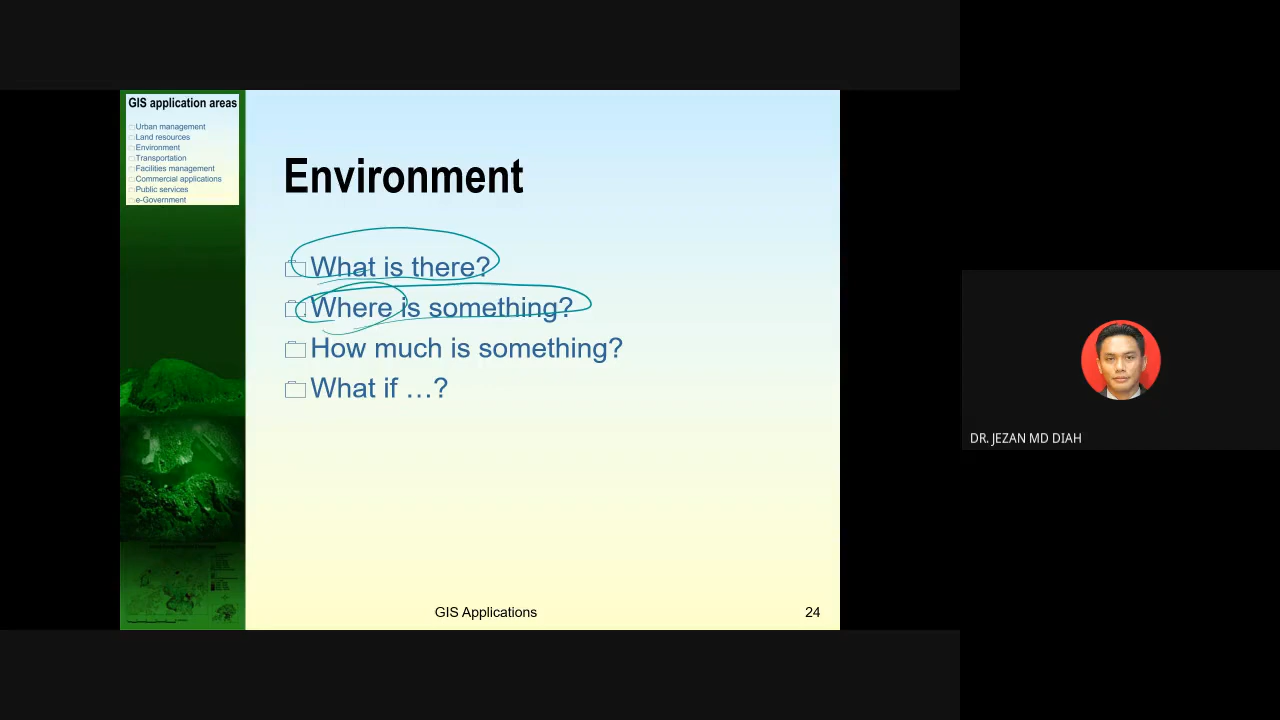 GIS application areas
Urban management
Land resources
Environment
Transportation
Facilities management
Commercial applications
Public services
e-Government
Environment
What is there?
Where is something?
How much is something?
What if …?
GIS Applications
24
DR. JEZAN MD DIAH